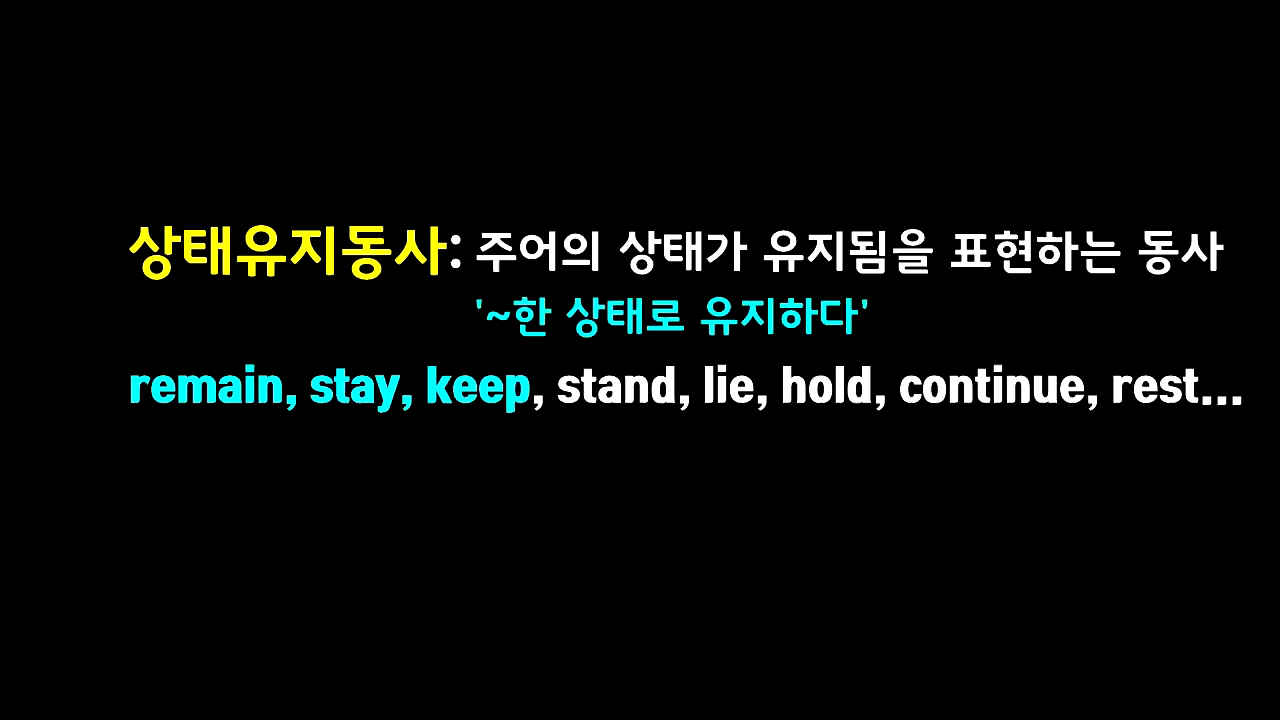 상태유지동사: 주어의 상태가 유지됨을 표현하는 동사
'~한 상태로 유지하다'
remain, stay, keep, stand, lie, hold, continue, rest...